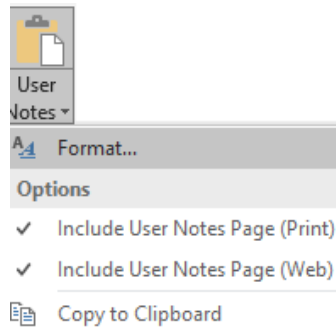 User
Notes
Format...
Options
Include User Notes Page (Print)
Include User Notes Page (Web)
Copy to Clipboard